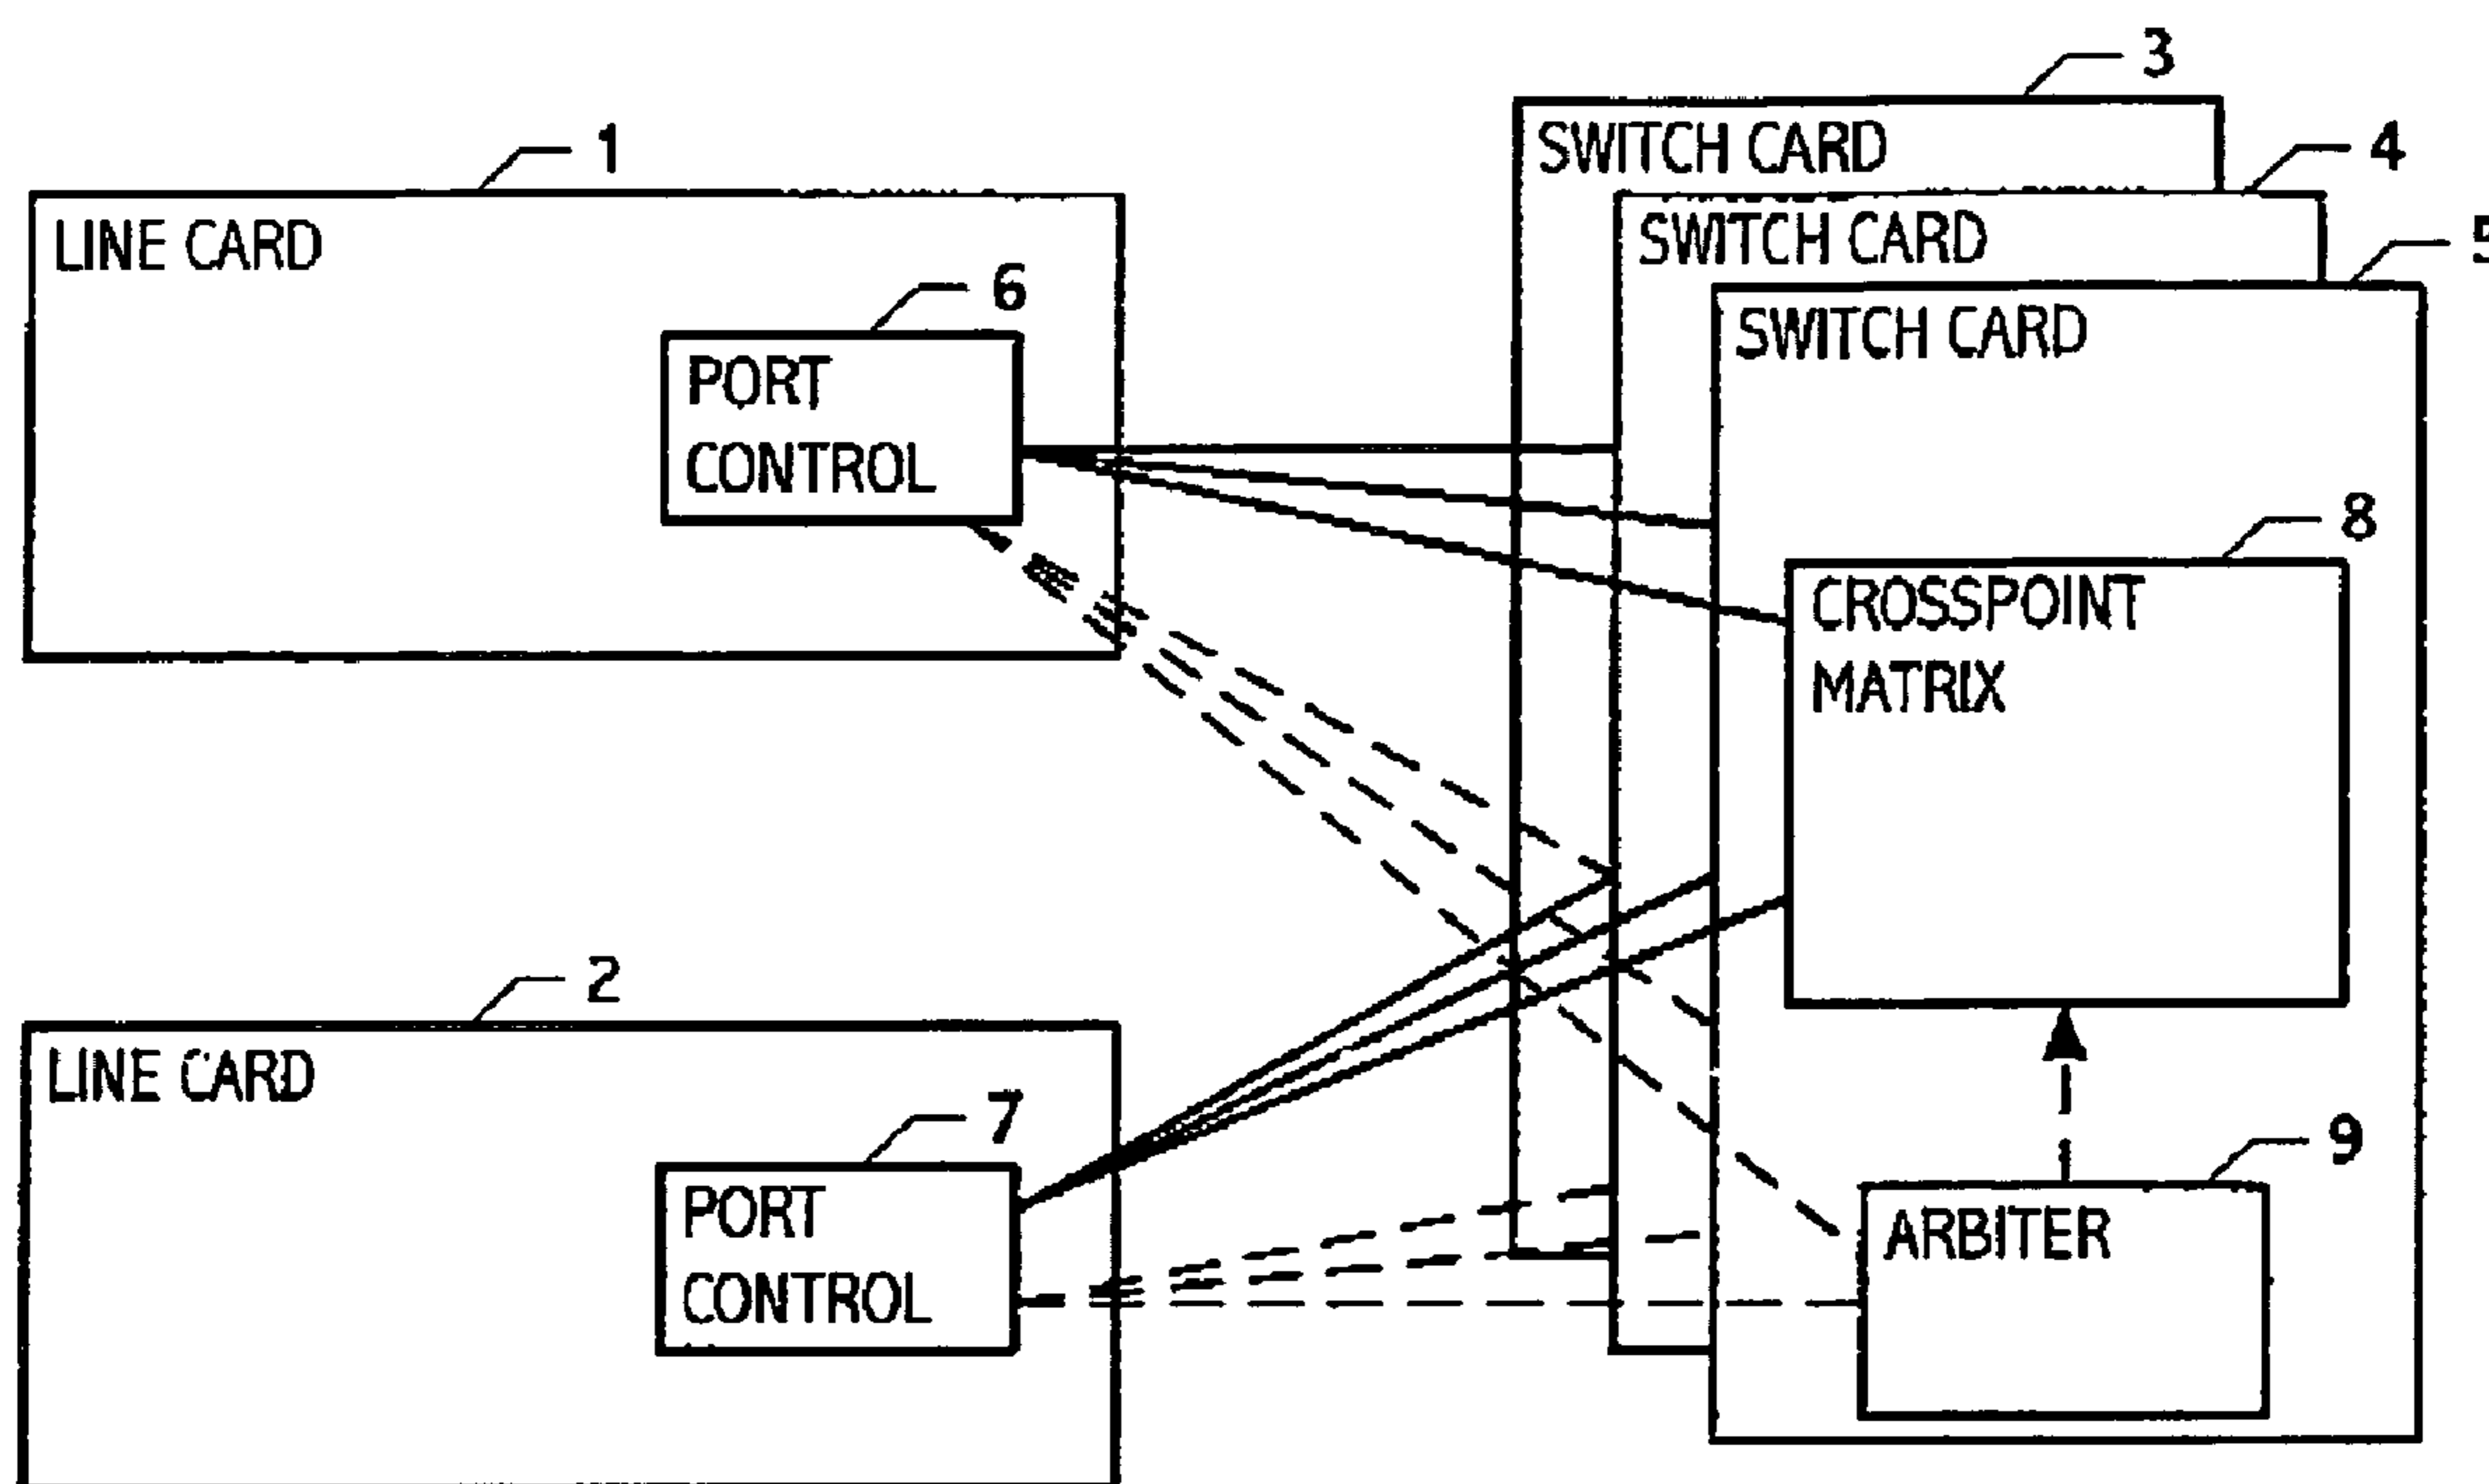 3
SWITCH CARD
4
SWITCH CARD
5
SWITCH CARD
1
LINE CARD
6
PORT
CONTROL
8
CROSSPOINT
MATRIX
2
LINE CARD
7
PORT
CONTROL
9
ARBITER